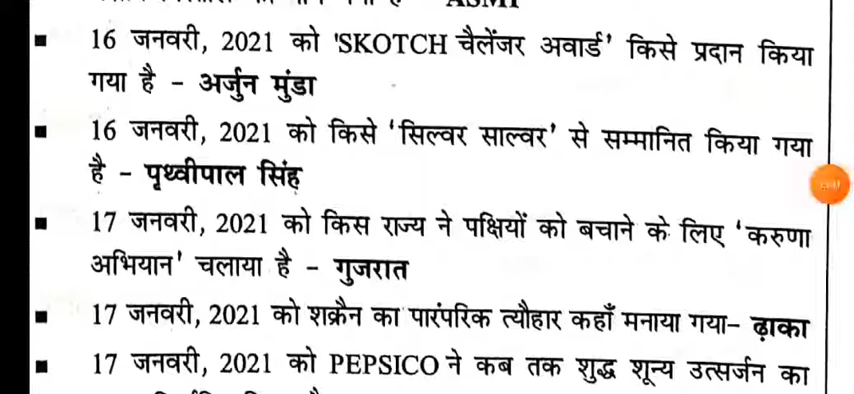 ASMI
■ 16 जनवरी, 2021 को 'SKOTCH चैलेंजर अवार्ड' किसे प्रदान किया
गया है – अर्जुन मुंडा
■ 16 जनवरी, 2021 को किसे 'सिल्वर साल्वर' से सम्मानित किया गया
है – पृथ्वीपाल सिंह
■ 17 जनवरी, 2021 को किस राज्य ने पक्षियों को बचाने के लिए 'करुणा
अभियान' चलाया है – गुजरात
■ 17 जनवरी, 2021 को शक्रैन का पारंपरिक त्यौहार कहाँ मनाया गया– ढ़ाका
■ 17 जनवरी, 2021 को PEPSICO ने कब तक शुद्ध शून्य उत्सर्जन का